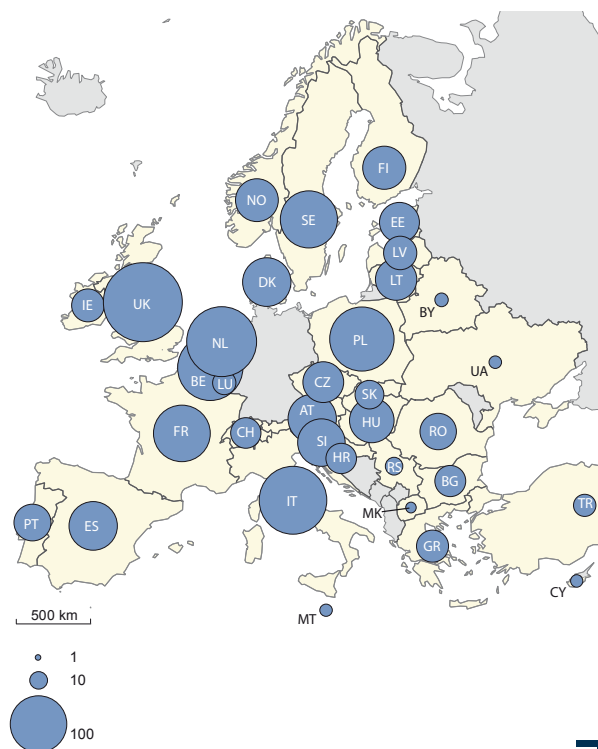 FI
NO
SE
EE
LV
DK
LT
IE
UK
BY
NL
PL
UA
BE
LU
CZ
SK
AT
HU
FR
CH
SI
RO
HR
RS
BG
IT
MK
TR
PT
ES
GR
CY
MT
500 km
1
10
100